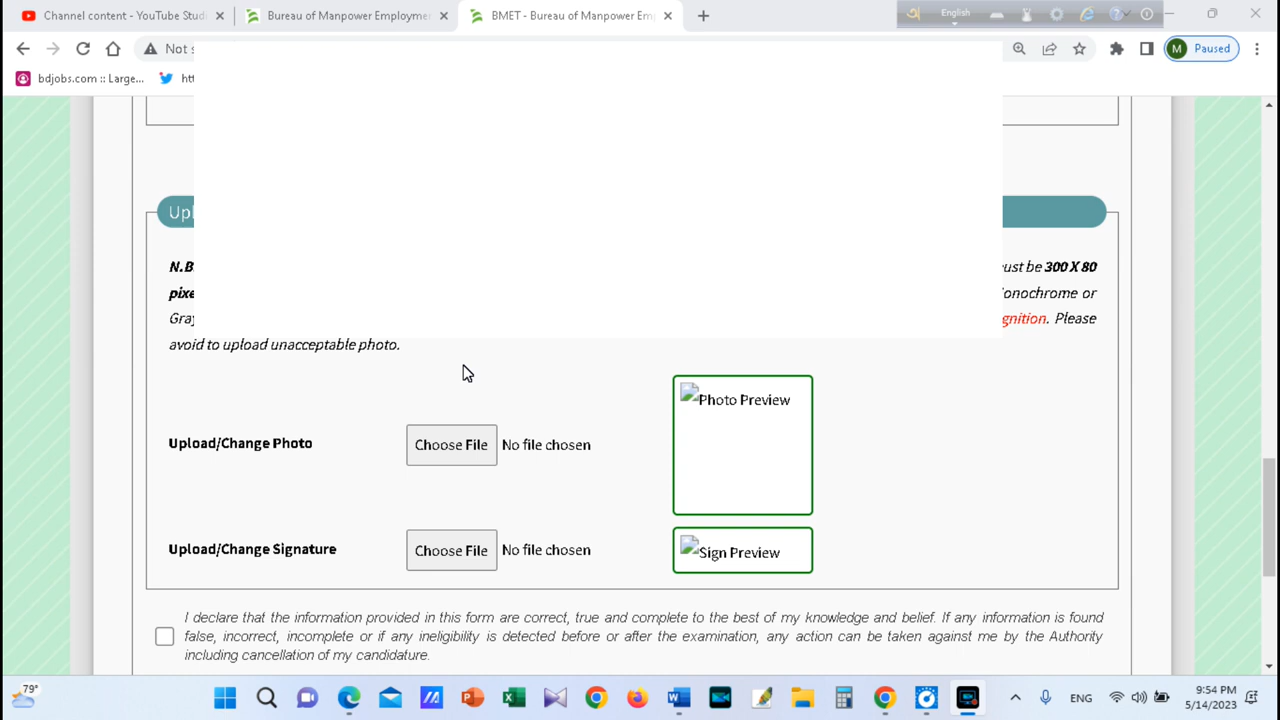 Channel content - YouTube Stud
Bureau of Manpower Employme
BMET - Bureau of Manpower Em
English
Not s
M Paused
bdjobs.com :: Large...
htt
Upl
N.B
ust be 300 X 80
pixe
onochrome or
Gray
gnition. Please
avoid to upload unacceptable photo.
Photo Preview
Upload/Change Photo
Choose File No file chosen
Upload/Change Signature
Choose File No file chosen
Sign Preview
I declare that the information provided in this form are correct, true and complete to the best of my knowledge and belief. If any information is found
false, incorrect, incomplete or if any ineligibility is detected before or after the examination, any action can be taken against me by the Authority
including cancellation of my candidature.
79°
ENG
9:54 PM
5/14/2023